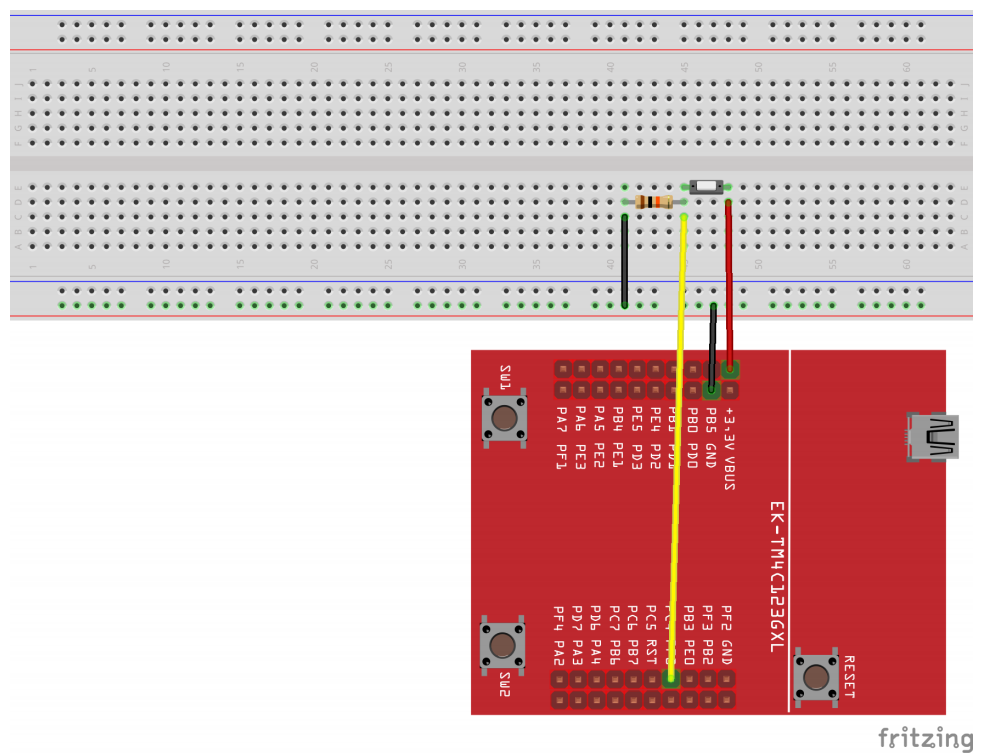 1 5 10 15 20 25 30 35 40 45 50 55 60
J J
I I
H H
G G
F F
E E
D D
C C
B B
A A
1 5 10 15 20 25 30 35 40 50 55 60
SW1
PA7 PF1
PA6 PE3
PA5 PE2
PB4 PE1
PE5 PD3
PE4 PD2
PB1 PD1
PB0 PD0
PB5 GND
+3.3V VBUS
EK-TM4C123GXL
PF4 PA2
PD7 PA3
PD6 PA4
PC7 PB6
PC6 PB7
PC5 RST
PB3 PE0
PF3 PB2
PF2 GND
SW2
RESET
fritzing